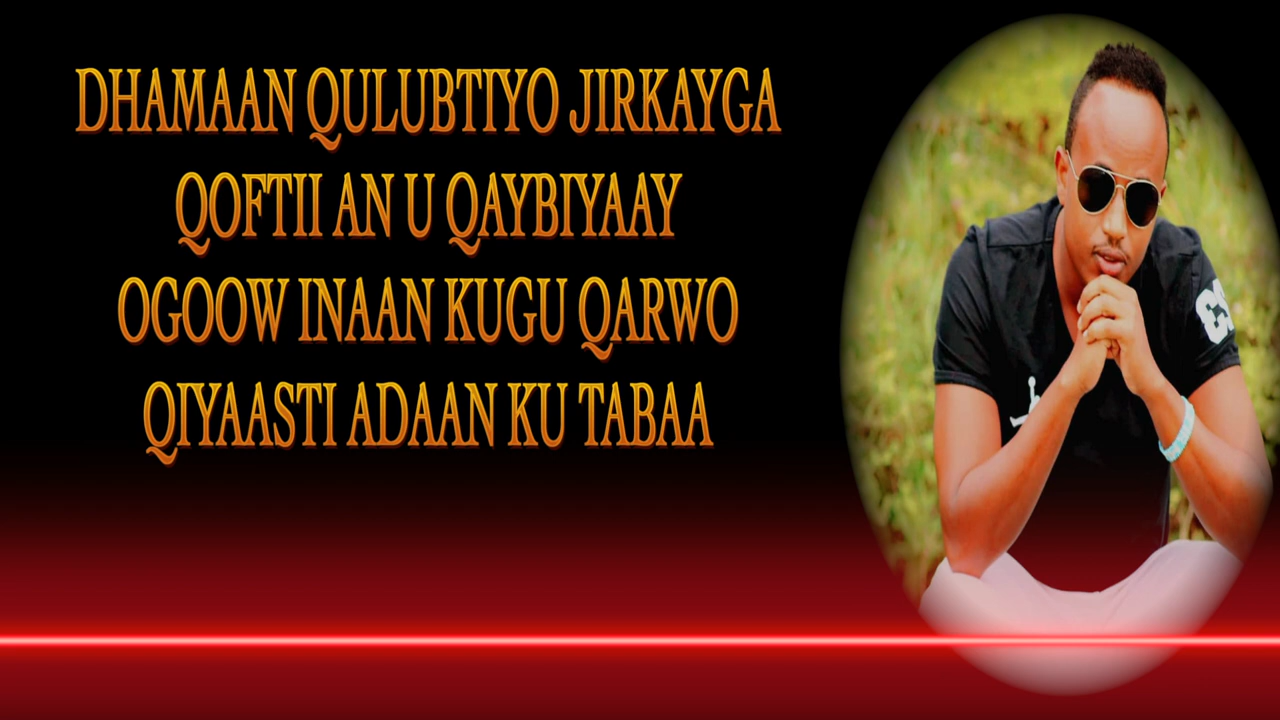 DHAMAAN QULUBTIYO JIRKAYGA
QOFTII AN U QAYBIYAAY
OGOOW INAAN KUGU QARWO
QIYAASTI ADAAN KU TABAA